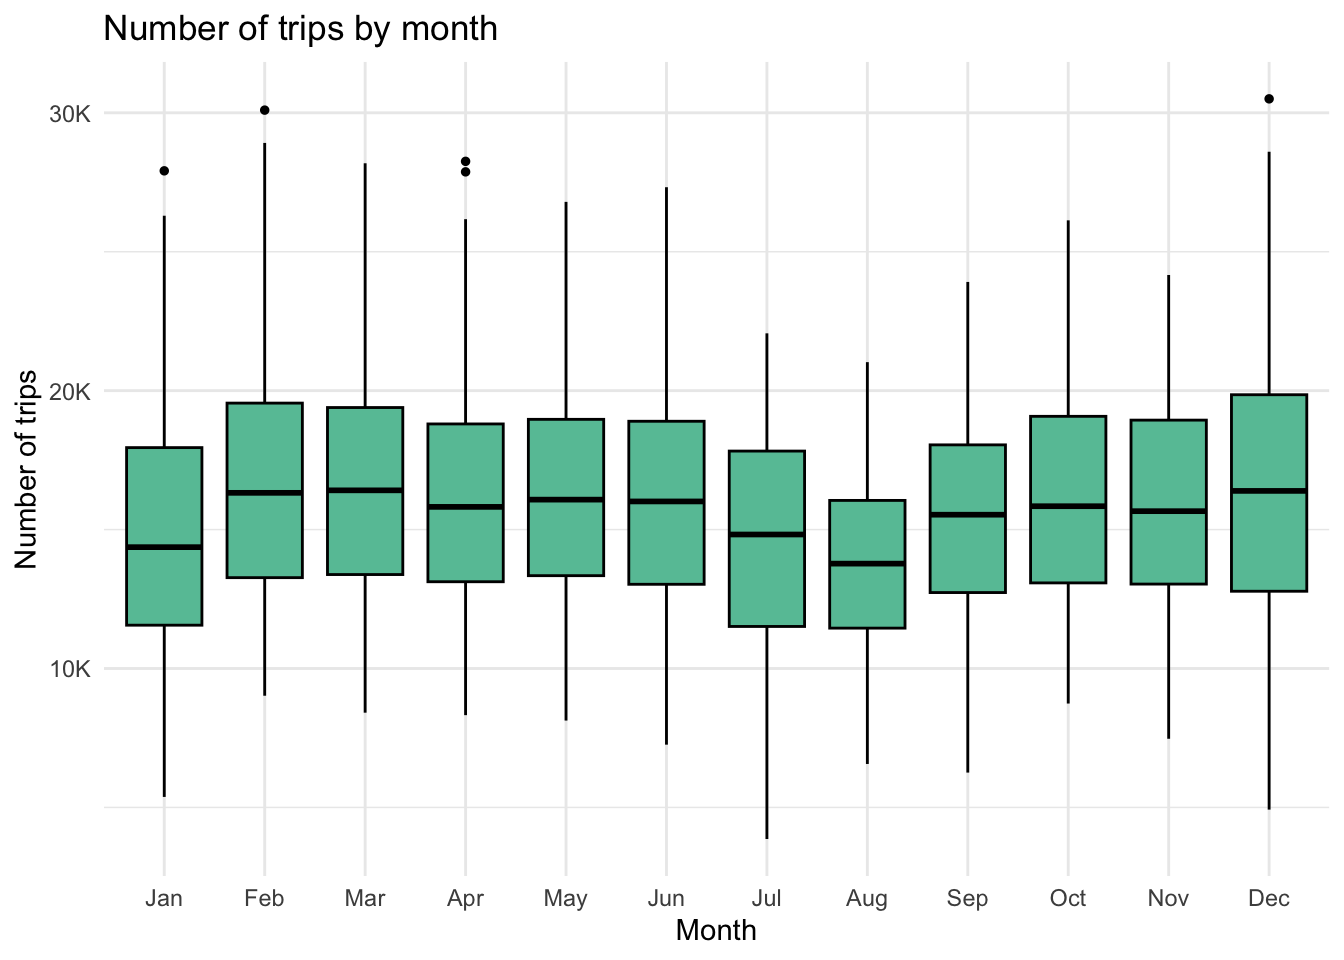 Number of trips by month
Number of trips
30K
20K
10K
Jan Feb Mar Apr May Jun Jul Aug Sep Oct Nov Dec
Month